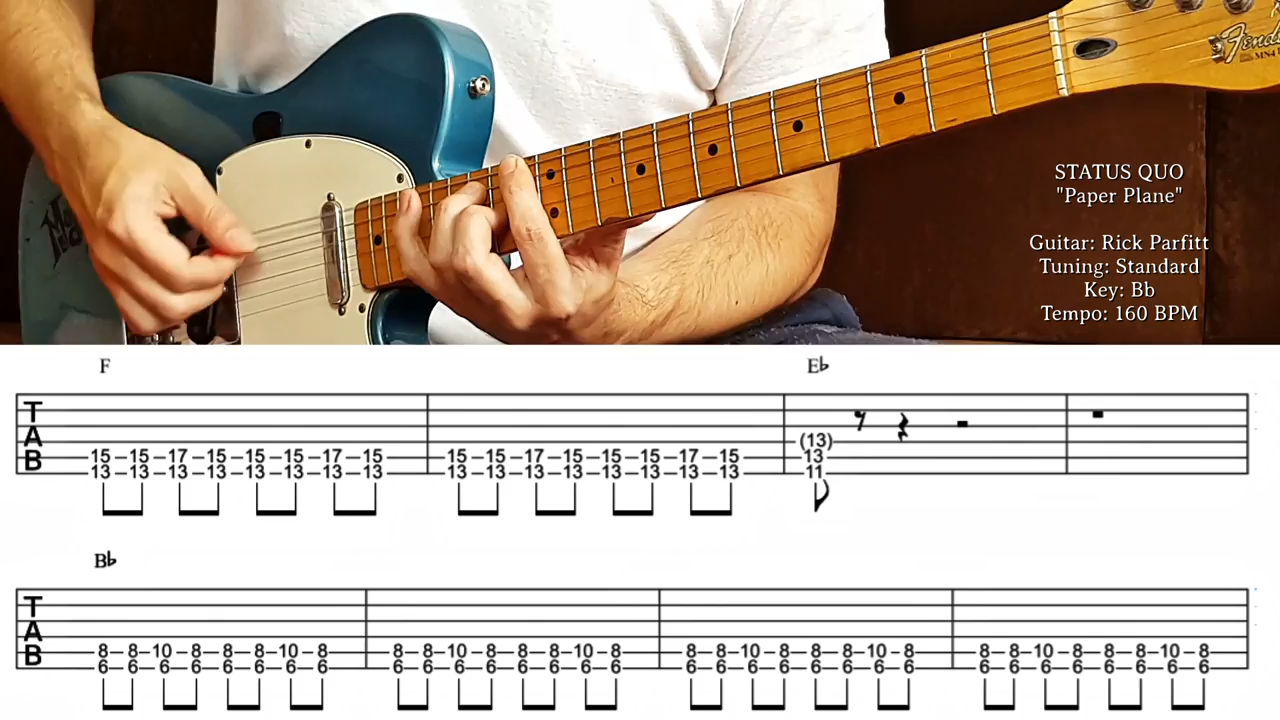 Fender
STATUS QUO
"Paper Plane"
Guitar: Rick Parfitt
Tuning: Standard
Key: Bb
Tempo: 160 BPM
F E♭
T
A (13)
B 15 15 17 15 15 15 17 15 15 15 17 15 15 15 17 15 13
13 13 13 13 13 13 13 13 13 13 13 13 13 13 13 13 11
B♭
T
A
B 8 8 10 8 8 8 10 8 8 8 10 8 8 8 10 8 8 8 10 8 8 8 10 8 8 8 10 8 8 8 10 8
6 6 6 6 6 6 6 6 6 6 6 6 6 6 6 6 6 6 6 6 6 6 6 6 6 6 6 6 6 6 6 6